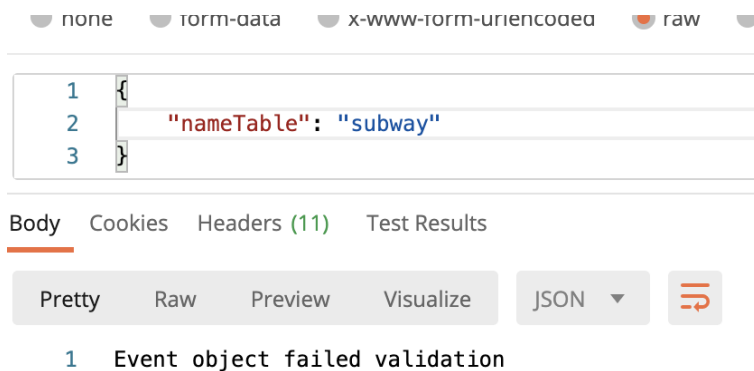 none form-data x-www-form-urlencoded raw
1 {
2 "nameTable": "subway"
3 }
Body Cookies Headers (11) Test Results
Pretty Raw Preview Visualize JSON
1 Event object failed validation